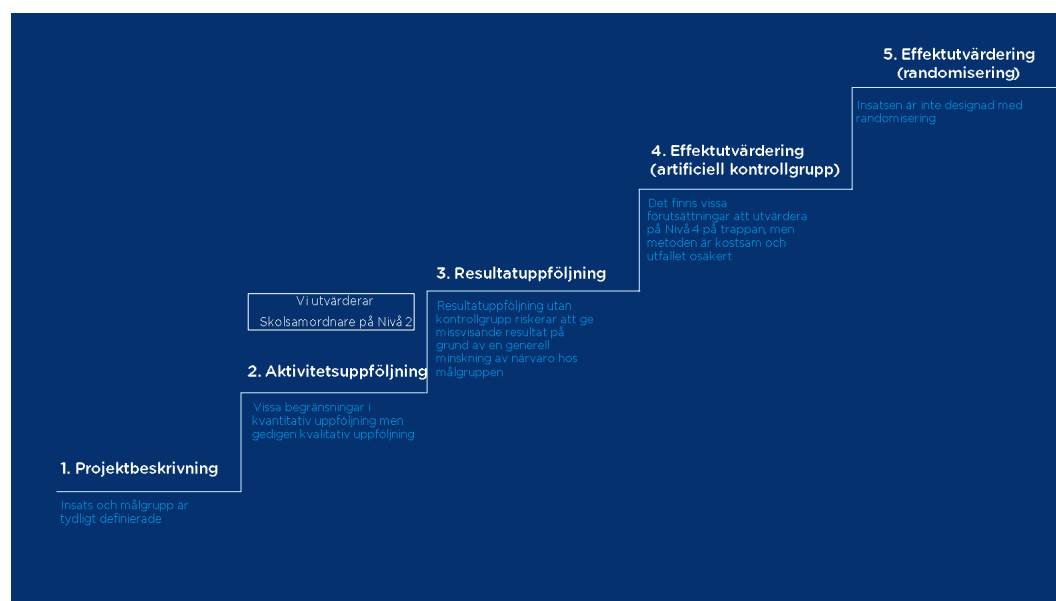 5. Effektutvärdering
(randomisering)
Insatsen är inte designad med
randomisering
4. Effektutvärdering
(artificiell kontrollgrupp)
Det finns vissa
förutsättningar att utvärdera
på Nivå 4 på trappan, men
metoden är kostsam och
utfallet osäkert
3. Resultatuppföljning
Resultatuppföljning utan
kontrollgrupp riskerar att ge
missvisande resultat på
grund av en generell
minskning av närvaro hos
målgruppen
Vi utvärderar
Skolsamordnare på Nivå 2
2. Aktivitetsuppföljning
Vissa begränsningar i
kvantitativ uppföljning men
gedigen kvalitativ uppföljning
1. Projektbeskrivning
Insats och målgrupp är
tydligt definierade